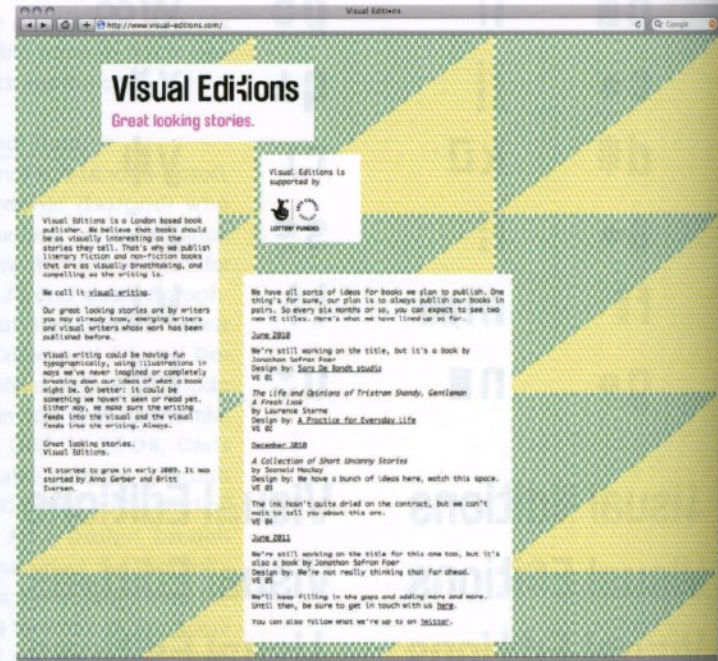 Visual Editions
http://www.visual-editions.com/
Google
Visual Editions
Great looking stories.
Visual Editions is
supported by
LOTTERY FUNDED
Visual Editions is a London based book
publisher. We believe that books should
be as visually interesting as the
stories they tell. That's why we publish
literary fiction and non-fiction books
that are as visually breathtaking, and
compelling as the writing is.
We call it visual writing.
Our great looking stories are by writers
you may already know, emerging writers
and visual writers whose work has been
published before.
Visual writing could be having fun
typographically, using illustrations in
ways we've never imagined or completely
breaking down our ideas of what a book
might be. Or better: it could be
something we haven't seen or read yet.
Either way, we make sure the writing
feeds into the visual and the visual
feeds into the writing. Always.
Great looking stories.
Visual Editions.
VE started to grow in early 2009. It was
started by Anna Gerber and Britt
Iversen.
We have all sorts of ideas for books we plan to publish. One
thing's for sure, our plan is to always publish our books in
pairs. So every six months or so, you can expect to see two
new VE titles. Here's what we have lined up so far.
June 2010
We're still working on the title, but it's a book by
Jonathan Safran Foer
Design by: Sara De Bondt studio
VE 01
The Life and Opinions of Tristram Shandy, Gentleman
A Fresh Look
by Laurence Sterne
Design by: A Practice for Everyday Life
VE 02
December 2010
A Collection of Short Uncanny Stories
by Seonaid Mackay
Design by: We have a bunch of ideas here, watch this space.
VE 03
The ink hasn't quite dried on the contract, but we can't
wait to tell you about this one.
VE 04
June 2011
We're still working on the title for this one too, but it's
also a book by Jonathan Safran Foer
Design by: We're not really thinking that far ahead.
VE 05
We'll keep filling in the gaps and adding more and more.
Until then, be sure to get in touch with us here.
You can also follow what we're up to on twitter.